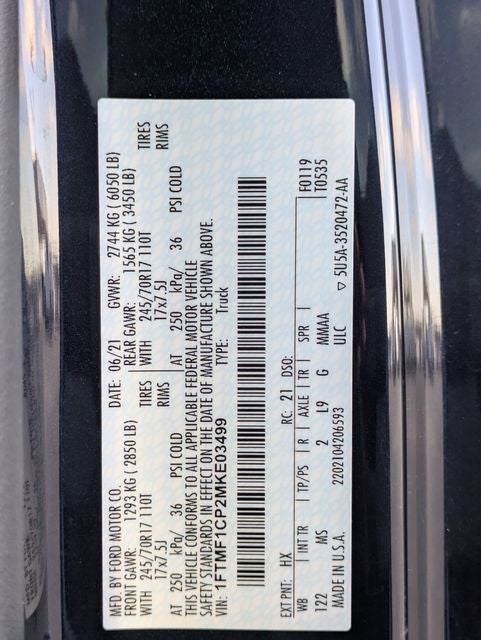 MFD. BY FORD MOTOR CO.
DATE: 06/21 GVWR: 2744 KG ( 6050 LB)
FRONT GAWR: 1293 KG ( 2850 LB)
REAR GAWR: 1565 KG ( 3450 LB)
WITH 245/70R17 110T TIRES
17x7.5J RIMS
WITH 245/70R17 110T TIRES
17x7.5J RIMS
AT 250 kPa/ 36 PSI COLD
AT 250 kPa/ 36 PSI COLD
THIS VEHICLE CONFORMS TO ALL APPLICABLE FEDERAL MOTOR VEHICLE
SAFETY STANDARDS IN EFFECT ON THE DATE OF MANUFACTURE SHOWN ABOVE.
VIN: 1FTMF1CP2MKE03499
TYPE: Truck
EXT PNT: HX RC: 21 DSO: F0119
T0535
WB INT TR TP/PS R AXLE TR SPR
122 MS 2 L9 G MMAA
ULC
MADE IN U.S.A. 2202104206593
▽ 5U5A-3520472-AA